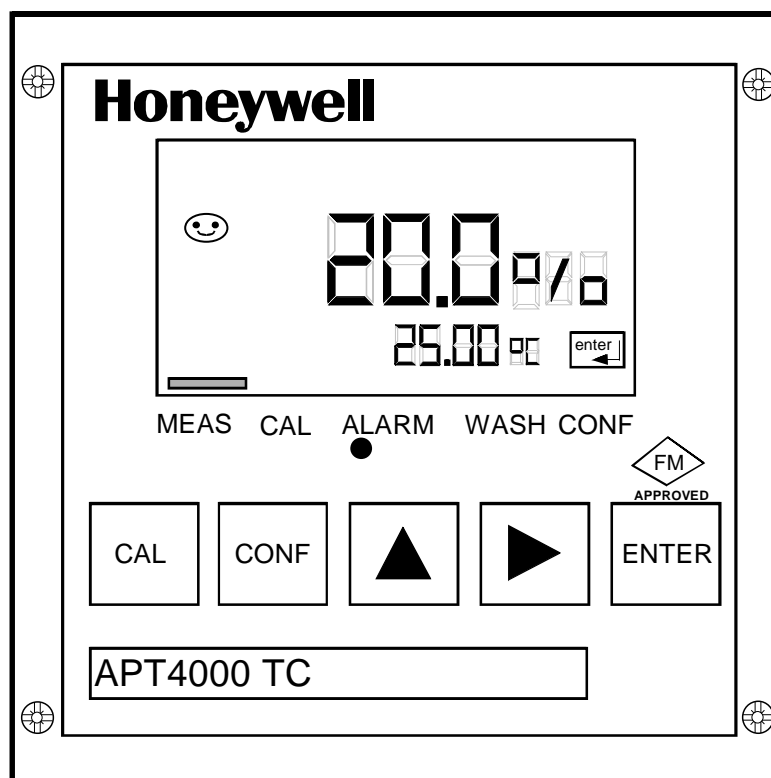 Honeywell
20.0 %
25.00 °C enter
MEAS CAL ALARM WASH CONF
FM
APPROVED
CAL CONF ENTER
APT4000 TC